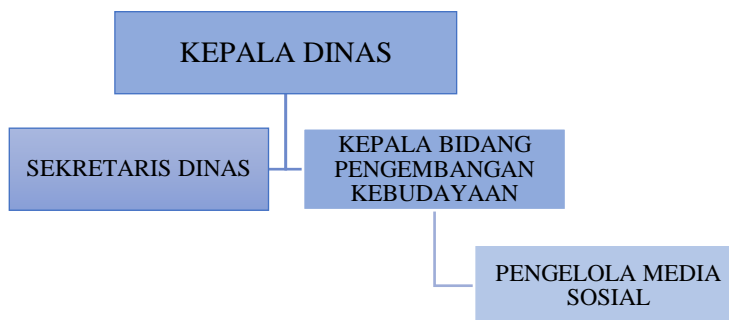 KEPALA DINAS
SEKRETARIS DINAS
KEPALA BIDANG
PENGEMBANGAN
KEBUDAYAAN
PENGELOLA MEDIA
SOSIAL